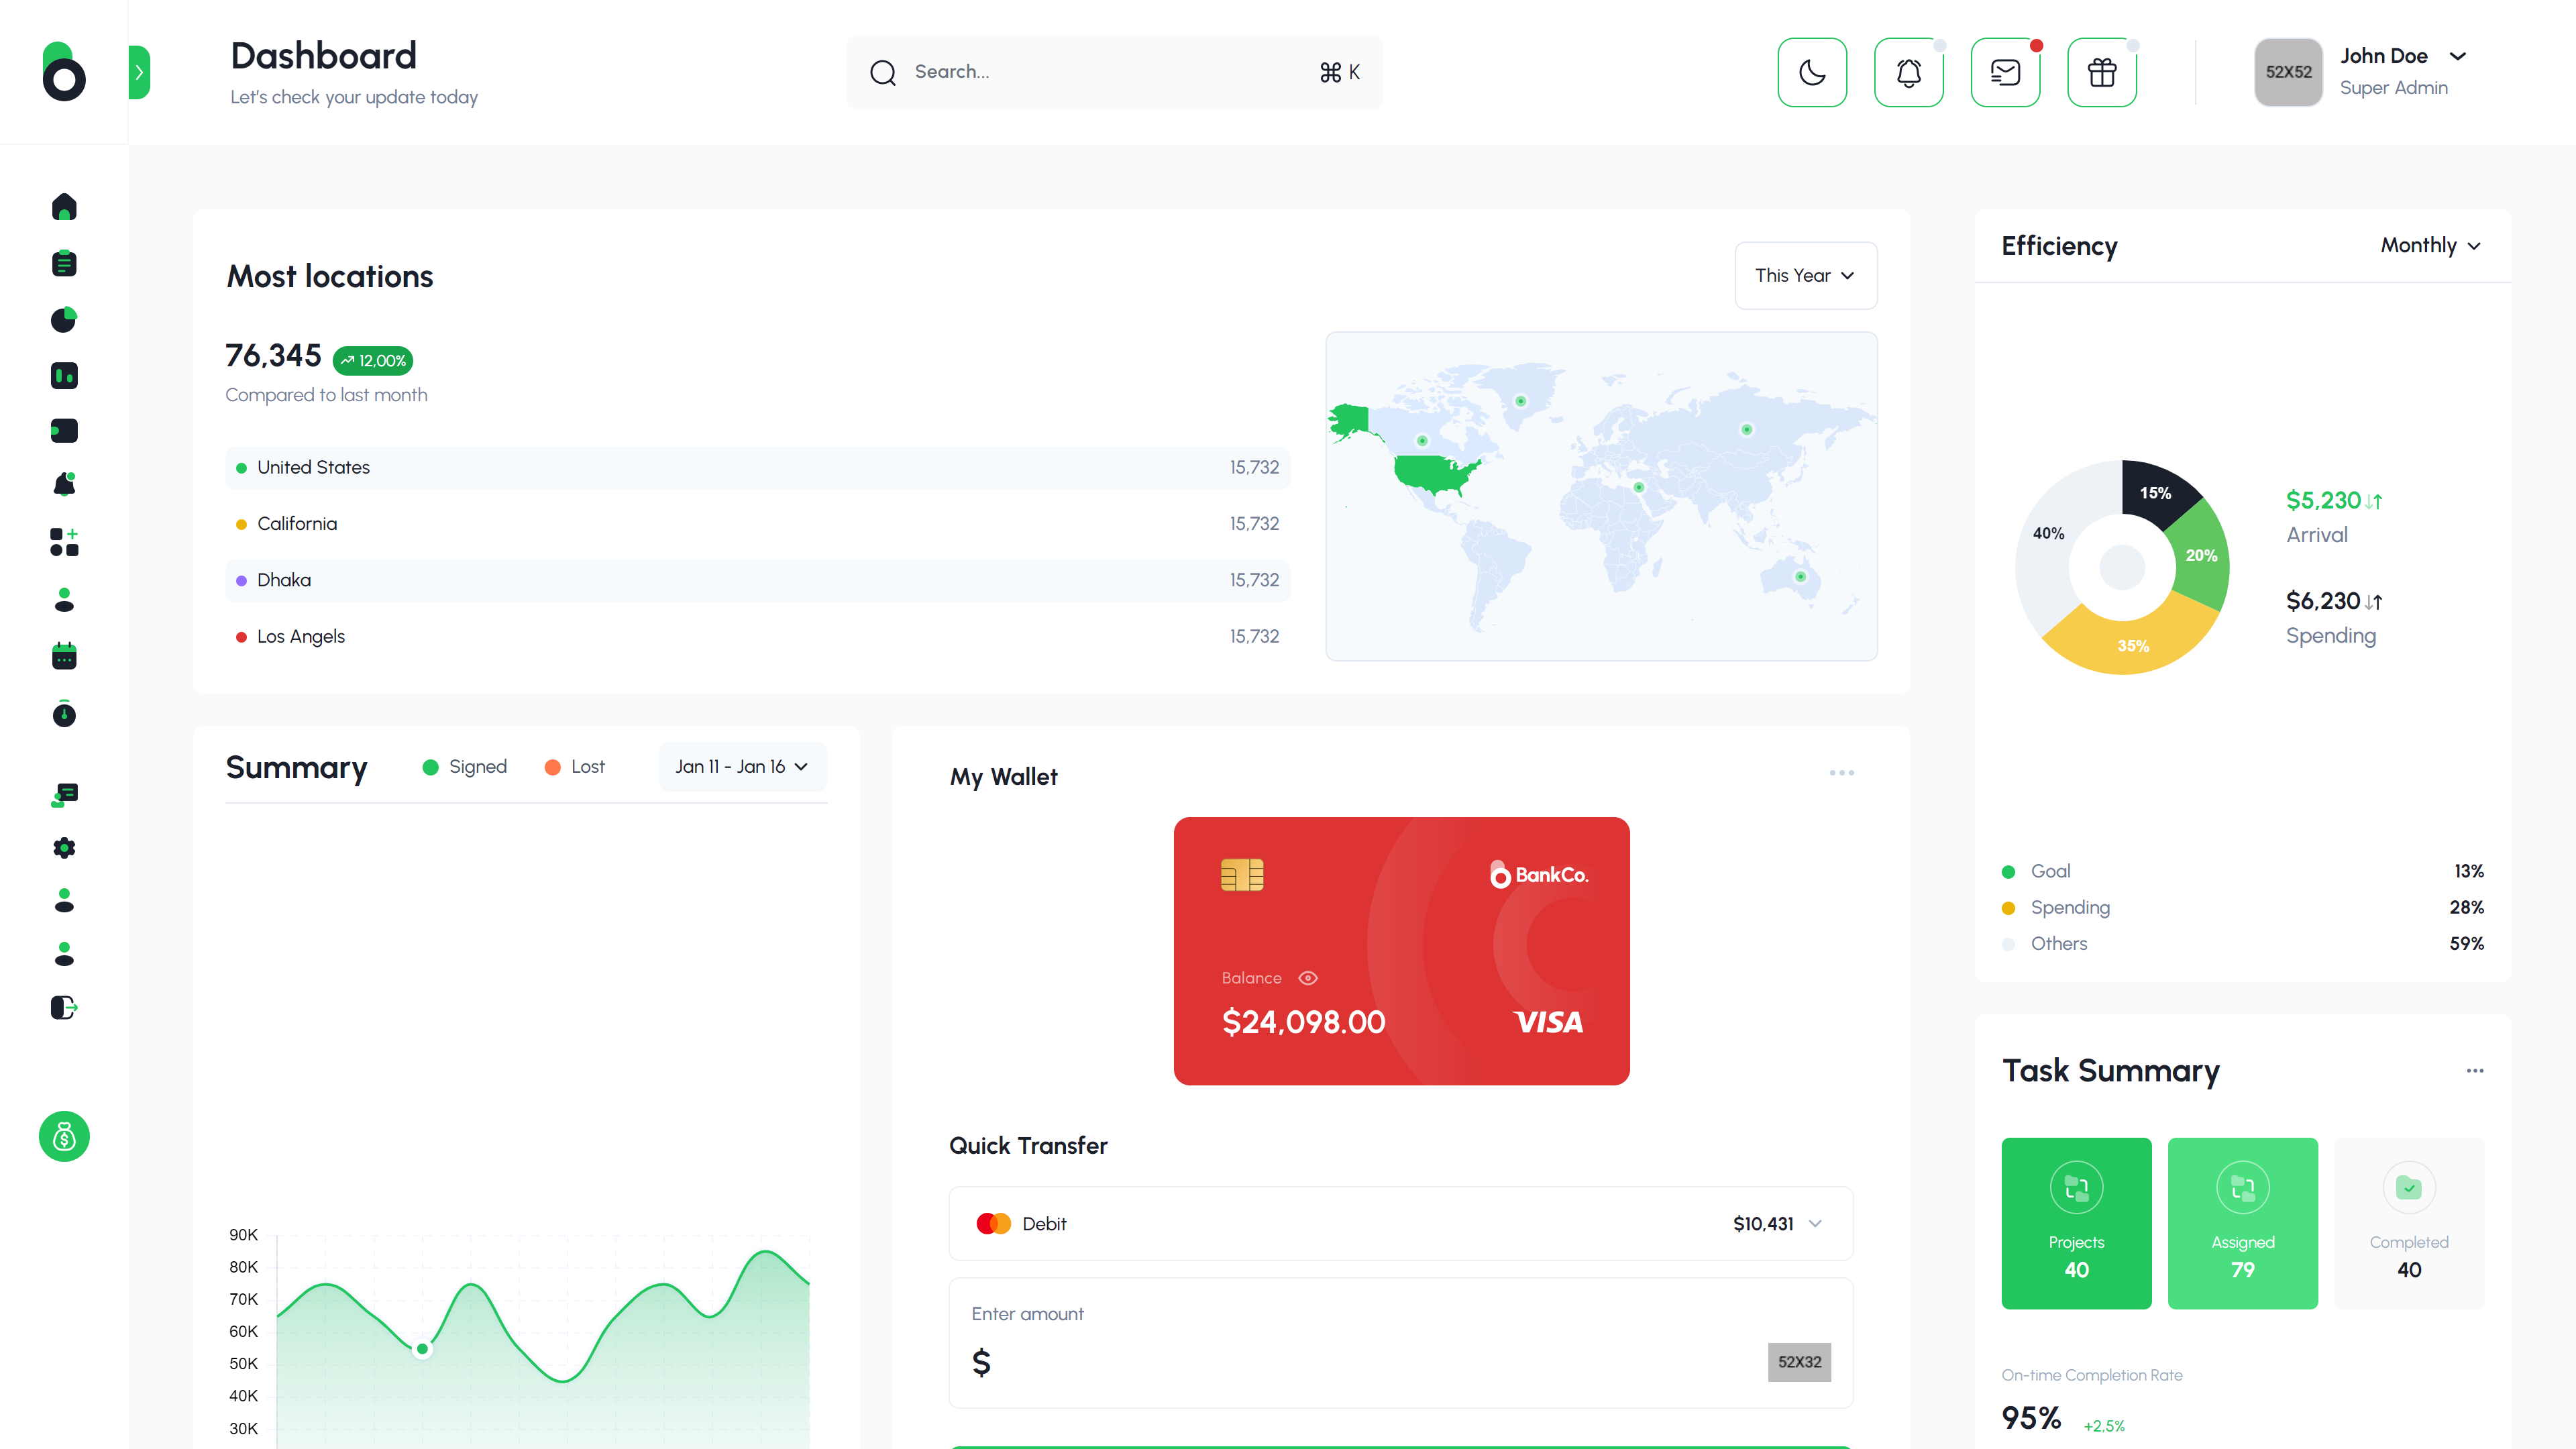 Dashboard
Let's check your update today
Search...
⌘ K
52X52
John Doe
Super Admin
Most locations
This Year
76,345
12,00%
Compared to last month
United States 15,732
California 15,732
Dhaka 15,732
Los Angels 15,732
Efficiency
Monthly
15%
20%
35%
40%
$5,230
Arrival
$6,230
Spending
Goal 13%
Spending 28%
Others 59%
Summary
Signed
Lost
Jan 11 - Jan 16
90K
80K
70K
60K
50K
40K
30K
My Wallet
BankCo.
Balance
$24,098.00
VISA
Quick Transfer
Debit
$10,431
Enter amount
$
52X32
Task Summary
Projects
40
Assigned
79
Completed
40
On-time Completion Rate
95%
+2,5%